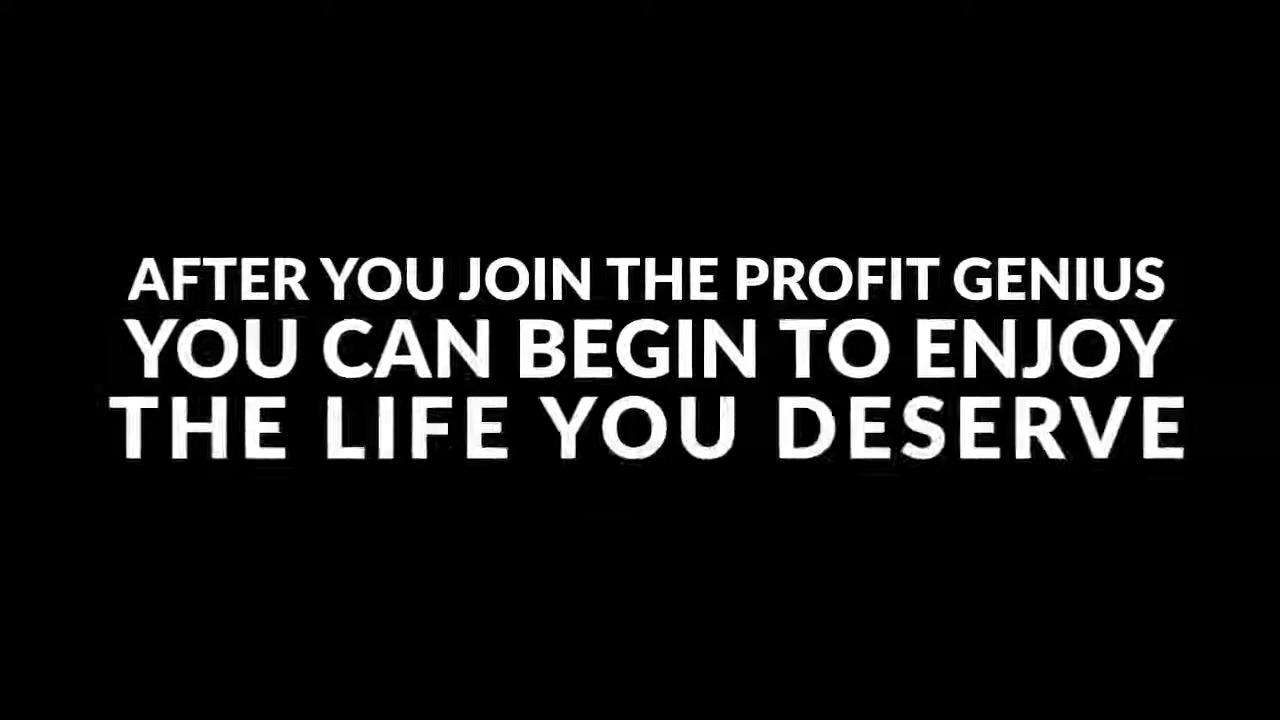 AFTER YOU JOIN THE PROFIT GENIUS
YOU CAN BEGIN TO ENJOY
THE LIFE YOU DESERVE